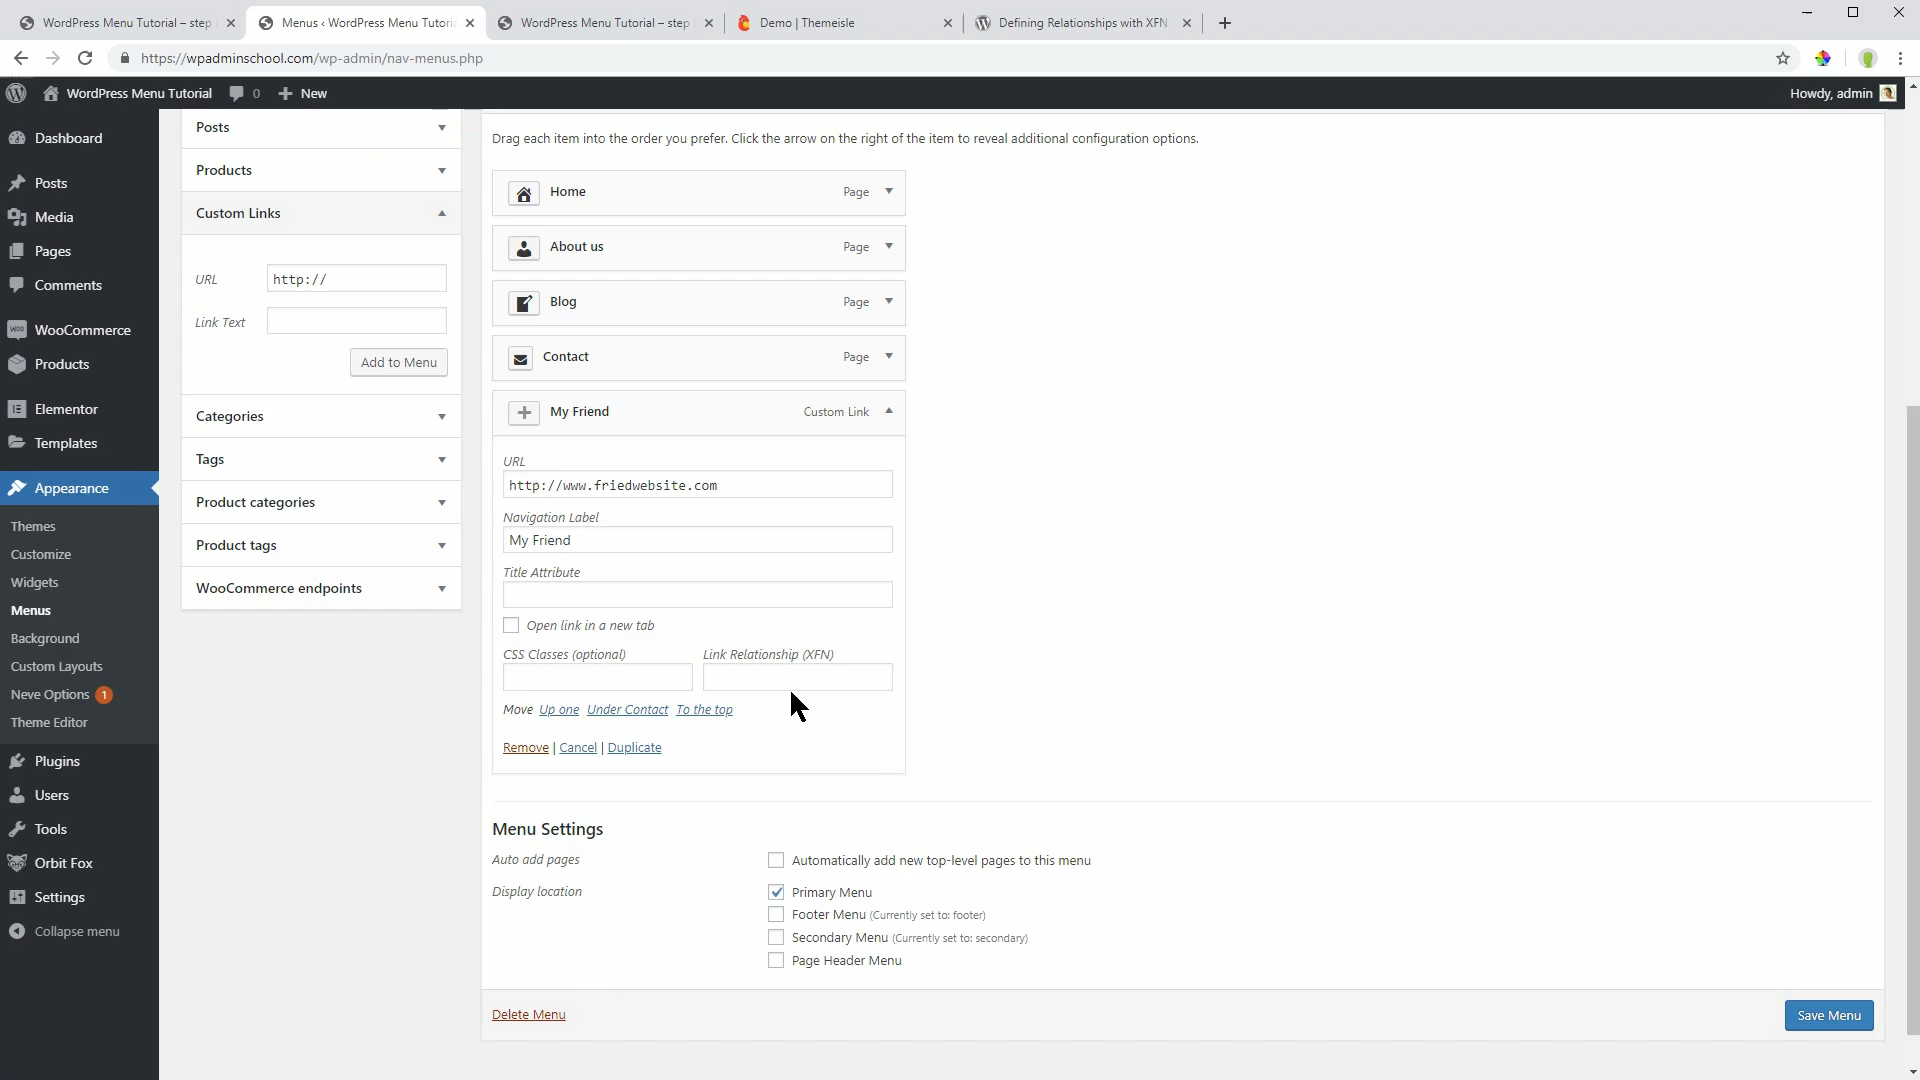 WordPress Menu Tutorial – step
Menus ‹ WordPress Menu Tutoria
WordPress Menu Tutorial – step
Demo | Themeisle
Defining Relationships with XFN
https://wpadminschool.com/wp-admin/nav-menus.php
WordPress Menu Tutorial
0
New
Howdy, admin
Dashboard
Posts
Media
Pages
Comments
WooCommerce
Products
Elementor
Templates
Appearance
Themes
Customize
Widgets
Menus
Background
Custom Layouts
Neve Options 1
Theme Editor
Plugins
Users
Tools
Orbit Fox
Settings
Collapse menu
Posts
Products
Custom Links
URL
http://
Link Text
Add to Menu
Categories
Tags
Product categories
Product tags
WooCommerce endpoints
Drag each item into the order you prefer. Click the arrow on the right of the item to reveal additional configuration options.
Home Page
About us Page
Blog Page
Contact Page
My Friend Custom Link
URL
http://www.friedwebsite.com
Navigation Label
My Friend
Title Attribute
Open link in a new tab
CSS Classes (optional) Link Relationship (XFN)
Move Up one Under Contact To the top
Remove | Cancel | Duplicate
Menu Settings
Auto add pages Automatically add new top-level pages to this menu
Display location Primary Menu
Footer Menu (Currently set to: footer)
Secondary Menu (Currently set to: secondary)
Page Header Menu
Delete Menu Save Menu